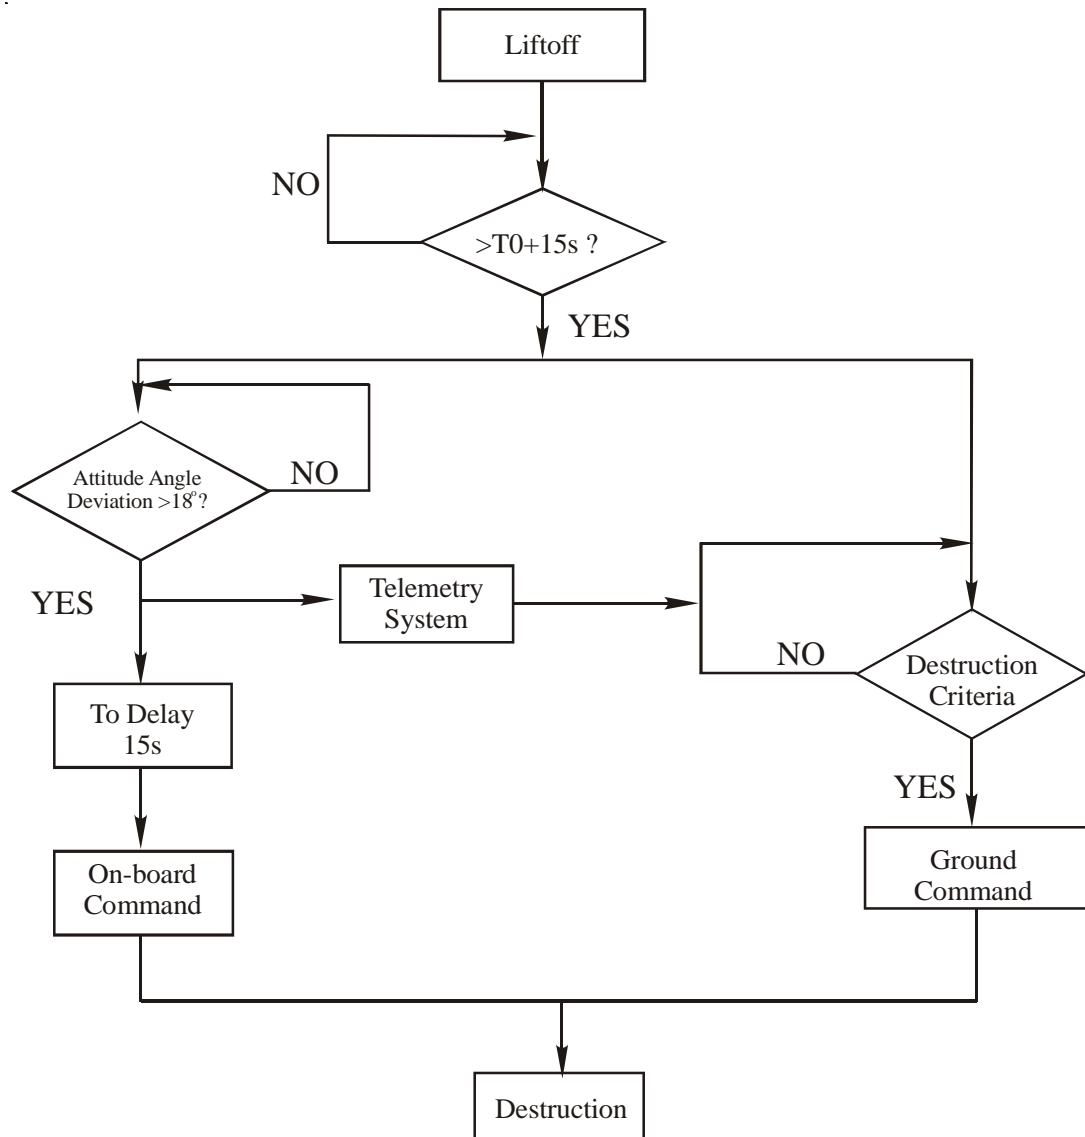 Liftoff
NO
>T0+15s ?
YES
Attitude Angle
Deviation >18°?
NO
YES
Telemetry
System
NO
Destruction
Criteria
To Delay
15s
YES
On-board
Command
Ground
Command
Destruction